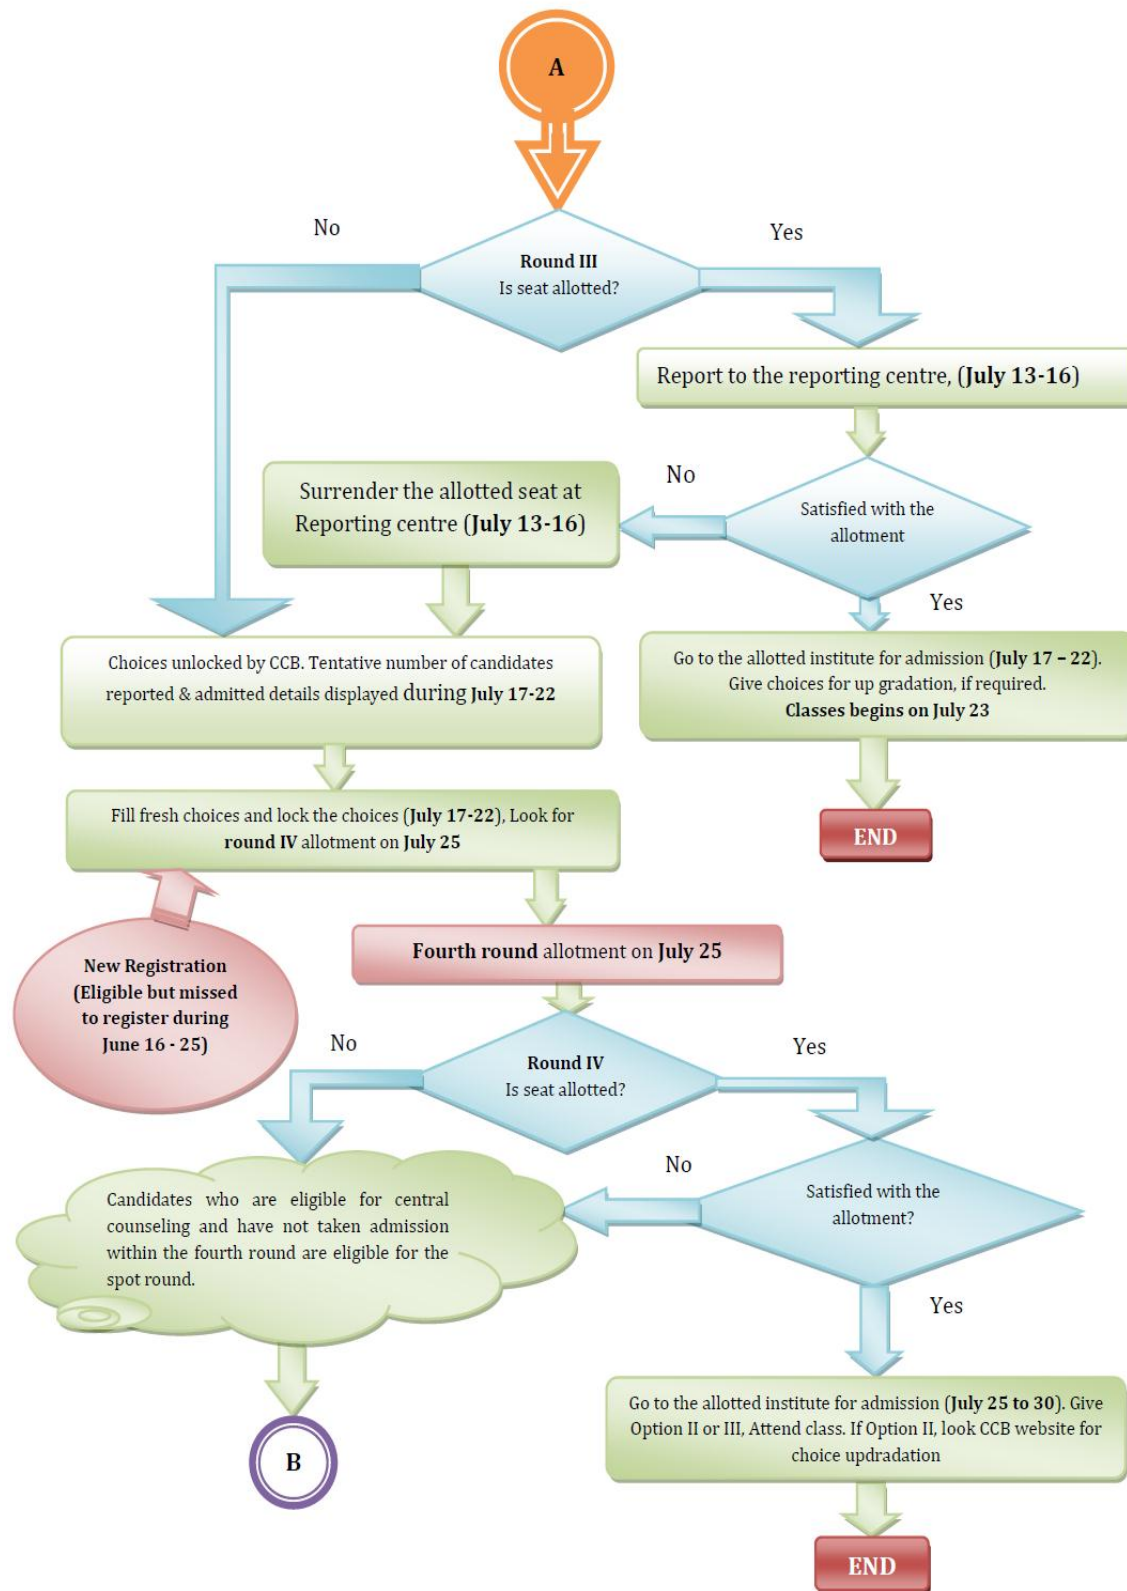 A
No
Yes
Round III
Is seat allotted?
Report to the reporting centre, (July 13-16)
No
Surrender the allotted seat at
Reporting centre (July 13-16)
Satisfied with the
allotment
Yes
Choices unlocked by CCB. Tentative number of candidates
reported & admitted details displayed during July 17-22
Go to the allotted institute for admission (July 17 – 22).
Give choices for up gradation, if required.
Classes begins on July 23
Fill fresh choices and lock the choices (July 17-22), Look for
round IV allotment on July 25
END
New Registration
(Eligible but missed
to register during
June 16 - 25)
Fourth round allotment on July 25
No
Yes
Round IV
Is seat allotted?
No
Satisfied with the
allotment?
Candidates who are eligible for central
counseling and have not taken admission
within the fourth round are eligible for the
spot round.
Yes
Go to the allotted institute for admission (July 25 to 30). Give
Option II or III, Attend class. If Option II, look CCB website for
choice updradation
B
END